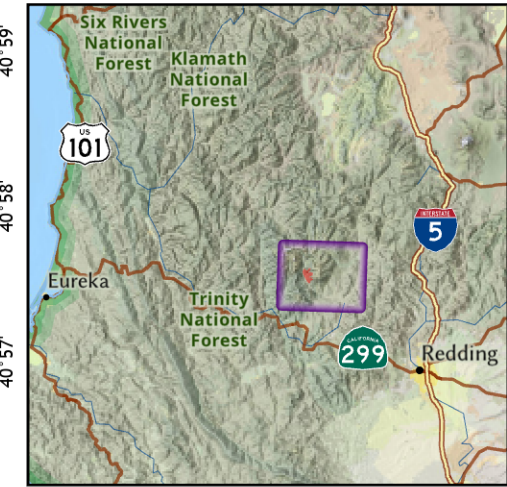 40°59'
Six Rivers
National
Forest
Klamath
National
Forest
US
101
40°58'
INTERSTATE
5
Eureka
Trinity
National
Forest
CALIFORNIA
299
Redding
40°57'